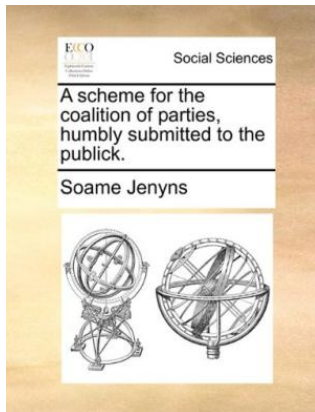 ECCO
Social Sciences
A scheme for the
coalition of parties,
humbly submitted to the
publick.
Soame Jenyns